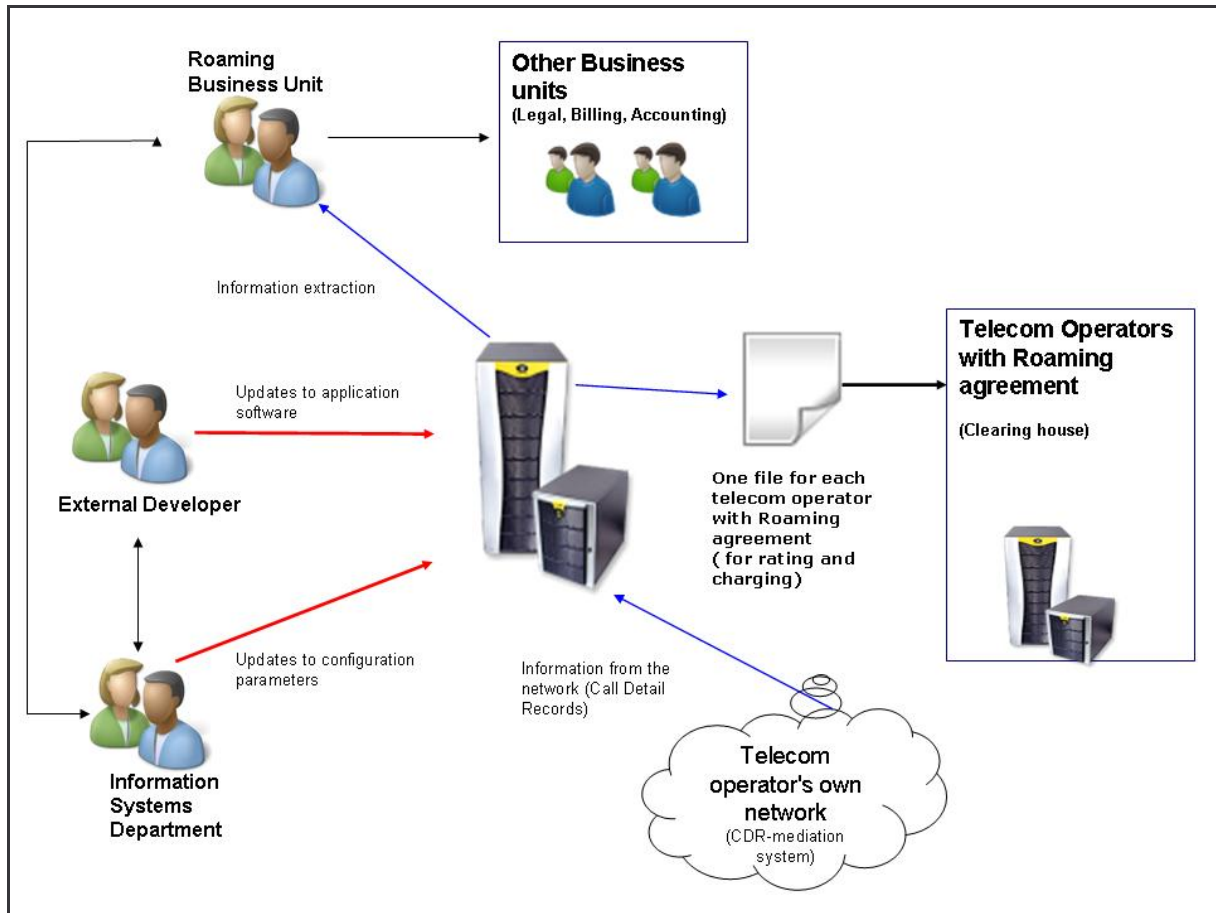 Roaming
Business Unit
Other Business
units
(Legal, Billing, Accounting)
Information extraction
Telecom Operators
with Roaming
agreement
(Clearing house)
Updates to application
software
External Developer
One file for each
telecom operator
with Roaming
agreement
( for rating and
charging)
Updates to configuration
parameters
Information from the
network (Call Detail
Records)
Information
Systems
Department
Telecom
operator's own
network
(CDR-mediation
system)